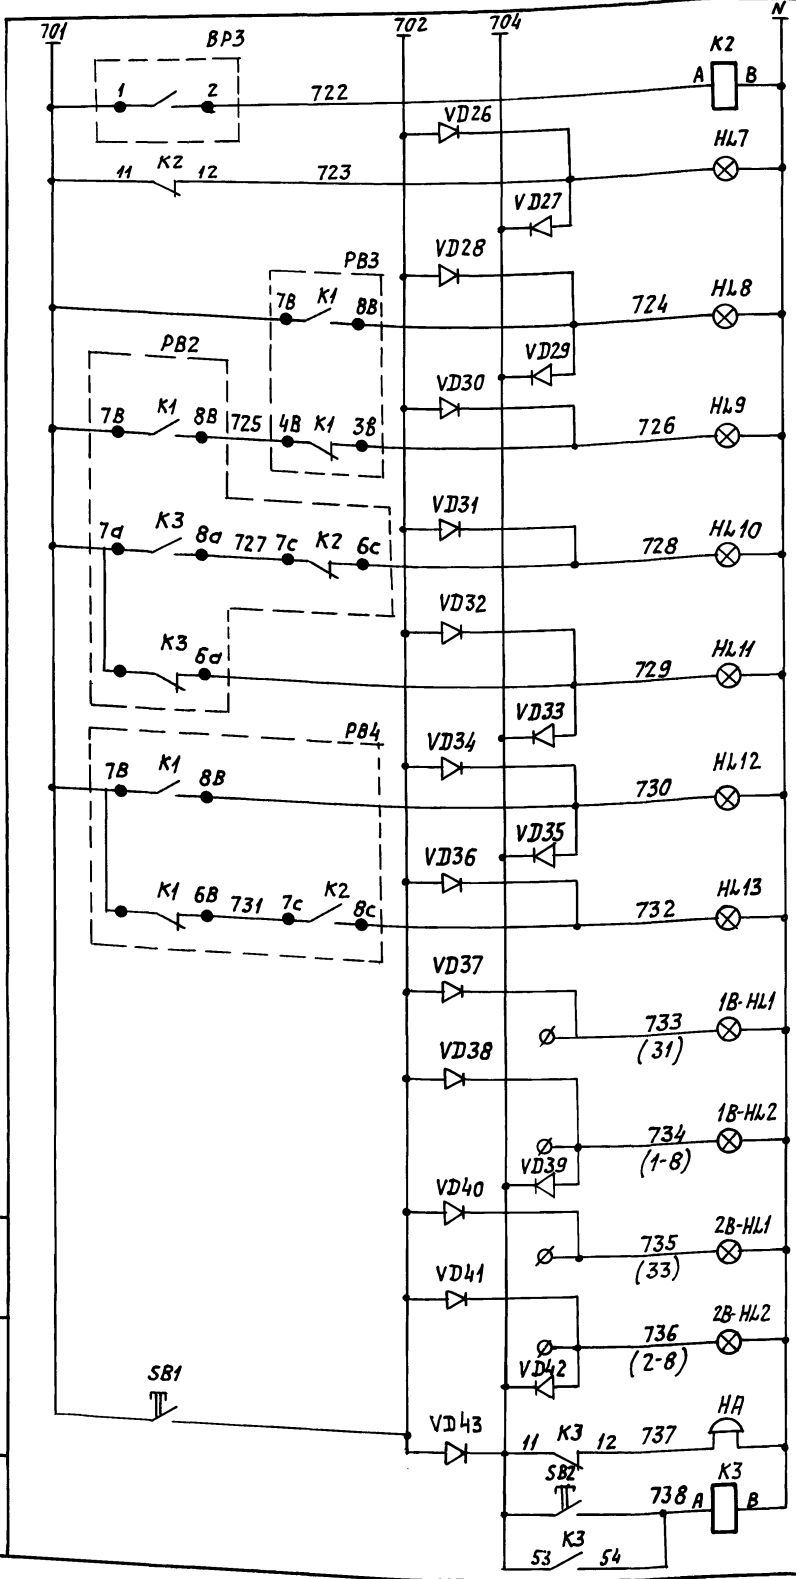 701 702 704 N
BP3 K2
1 2 722 A B
VD26
HL7
K2
11 12 723
VD27
VD28
PB3
7B K1 8B 724 HL8
PB2
VD29
VD30
7B K1 8B 725 4B K1 3B 726 HL9
VD31
7d K3 8d 727 7c K2 6c 728 HL10
VD32
K3 6d 729 HL11
VD33
PB4
VD34
7B K1 8B 730 HL12
VD35
VD36
K1 6B 731 7c K2 8c 732 HL13
VD37
733 1B-HL1
(31)
VD38
734 1B-HL2
(1-8)
VD39
VD40
735 2B-HL1
(33)
VD41
736 2B-HL2
(2-8)
VD42
SB1
VD43 11 K3 12 737 HA
SB2
738 A K3 B
53 K3 54